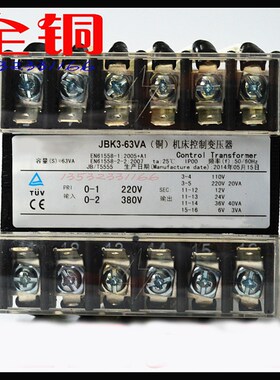 全铜
JBK3-63VA（铜）机床控制变压器
容量(S)=63VA
EN61558-1:2005+A1
EN61558-2-2:2007
JB/T5555
Control Transformer
ta:25℃ IP00 频率(f):50-60Hz
生产日期(Manufacture date) 2014年05月15日
TÜV
PRI 0-1 220V
输入 0-2 380V
SEC 输出
3-4 110V
3-5 220V 20VA
11-12 12V
11-13 24V
11-14 36V 40VA
15-16 6V 3VA